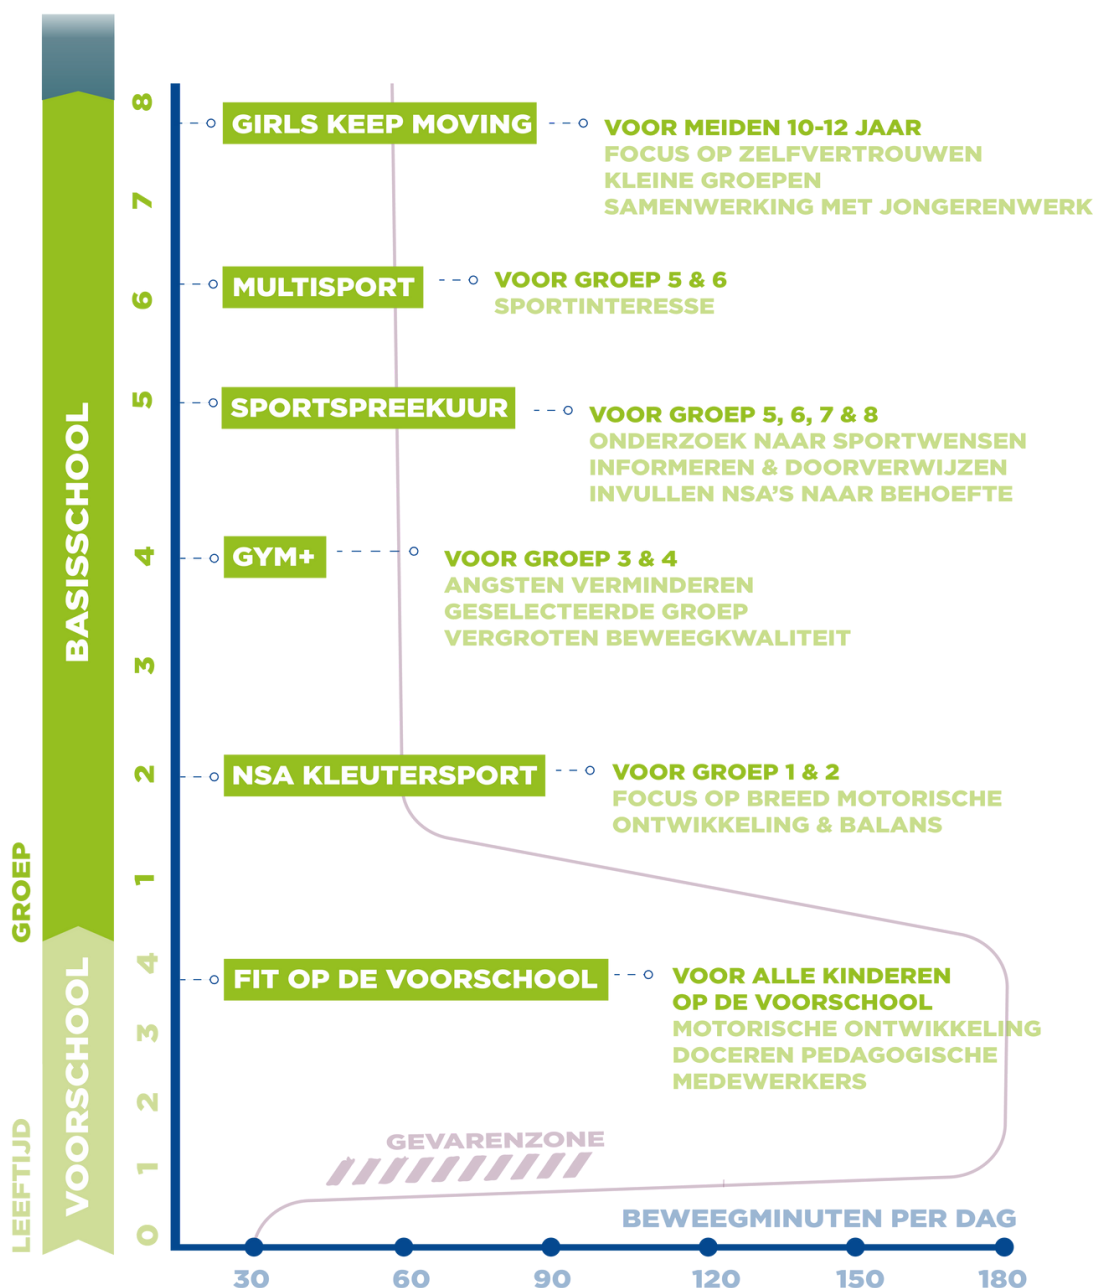 8
GIRLS KEEP MOVING
VOOR MEIDEN 10-12 JAAR
FOCUS OP ZELFVERTROUWEN
KLEINE GROEPEN
SAMENWERKING MET JONGERENWERK
7
6
MULTISPORT
VOOR GROEP 5 & 6
SPORTINTERESSE
5
SPORTSPREEKUUR
VOOR GROEP 5, 6, 7 & 8
ONDERZOEK NAAR SPORTWENSEN
INFORMEREN & DOORVERWIJZEN
INVULLEN NSA'S NAAR BEHOEFTE
BASISSCHOOL
4
GYM+
VOOR GROEP 3 & 4
ANGSTEN VERMINDEREN
GESELECTEERDE GROEP
VERGROTEN BEWEEGKWALITEIT
3
2
NSA KLEUTERSPORT
VOOR GROEP 1 & 2
FOCUS OP BREED MOTORISCHE
ONTWIKKELING & BALANS
1
GROEP
4
FIT OP DE VOORSCHOOL
VOOR ALLE KINDEREN
OP DE VOORSCHOOL
MOTORISCHE ONTWIKKELING
DOCEREN PEDAGOGISCHE
MEDEWERKERS
3
VOORSCHOOL
2
1
GEVARENZONE
LEEFTIJD
0
BEWEEGMINUTEN PER DAG
30 60 90 120 150 180